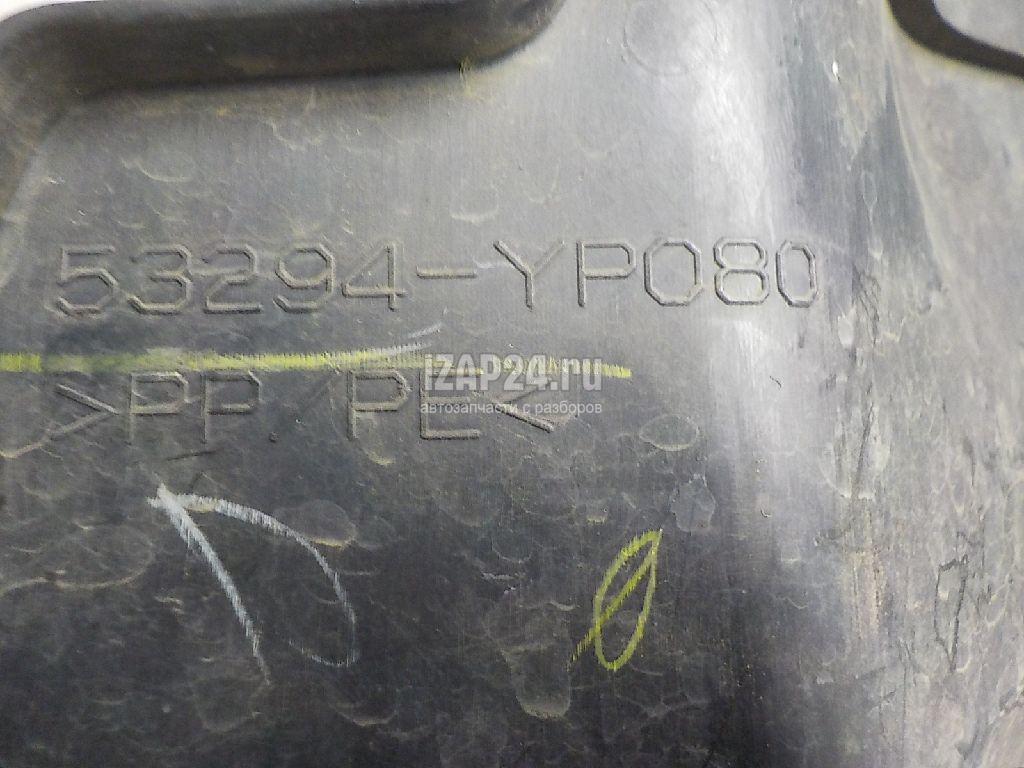 53294-YP080
iZAP24.ru
>PP/PE<
автозапчасти с разборов